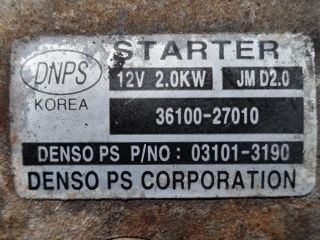 STARTER
DNPS
12V 2.0KW JM D2.0
KOREA
36100-27010
DENSO PS P/NO : 03101-3190
DENSO PS CORPORATION